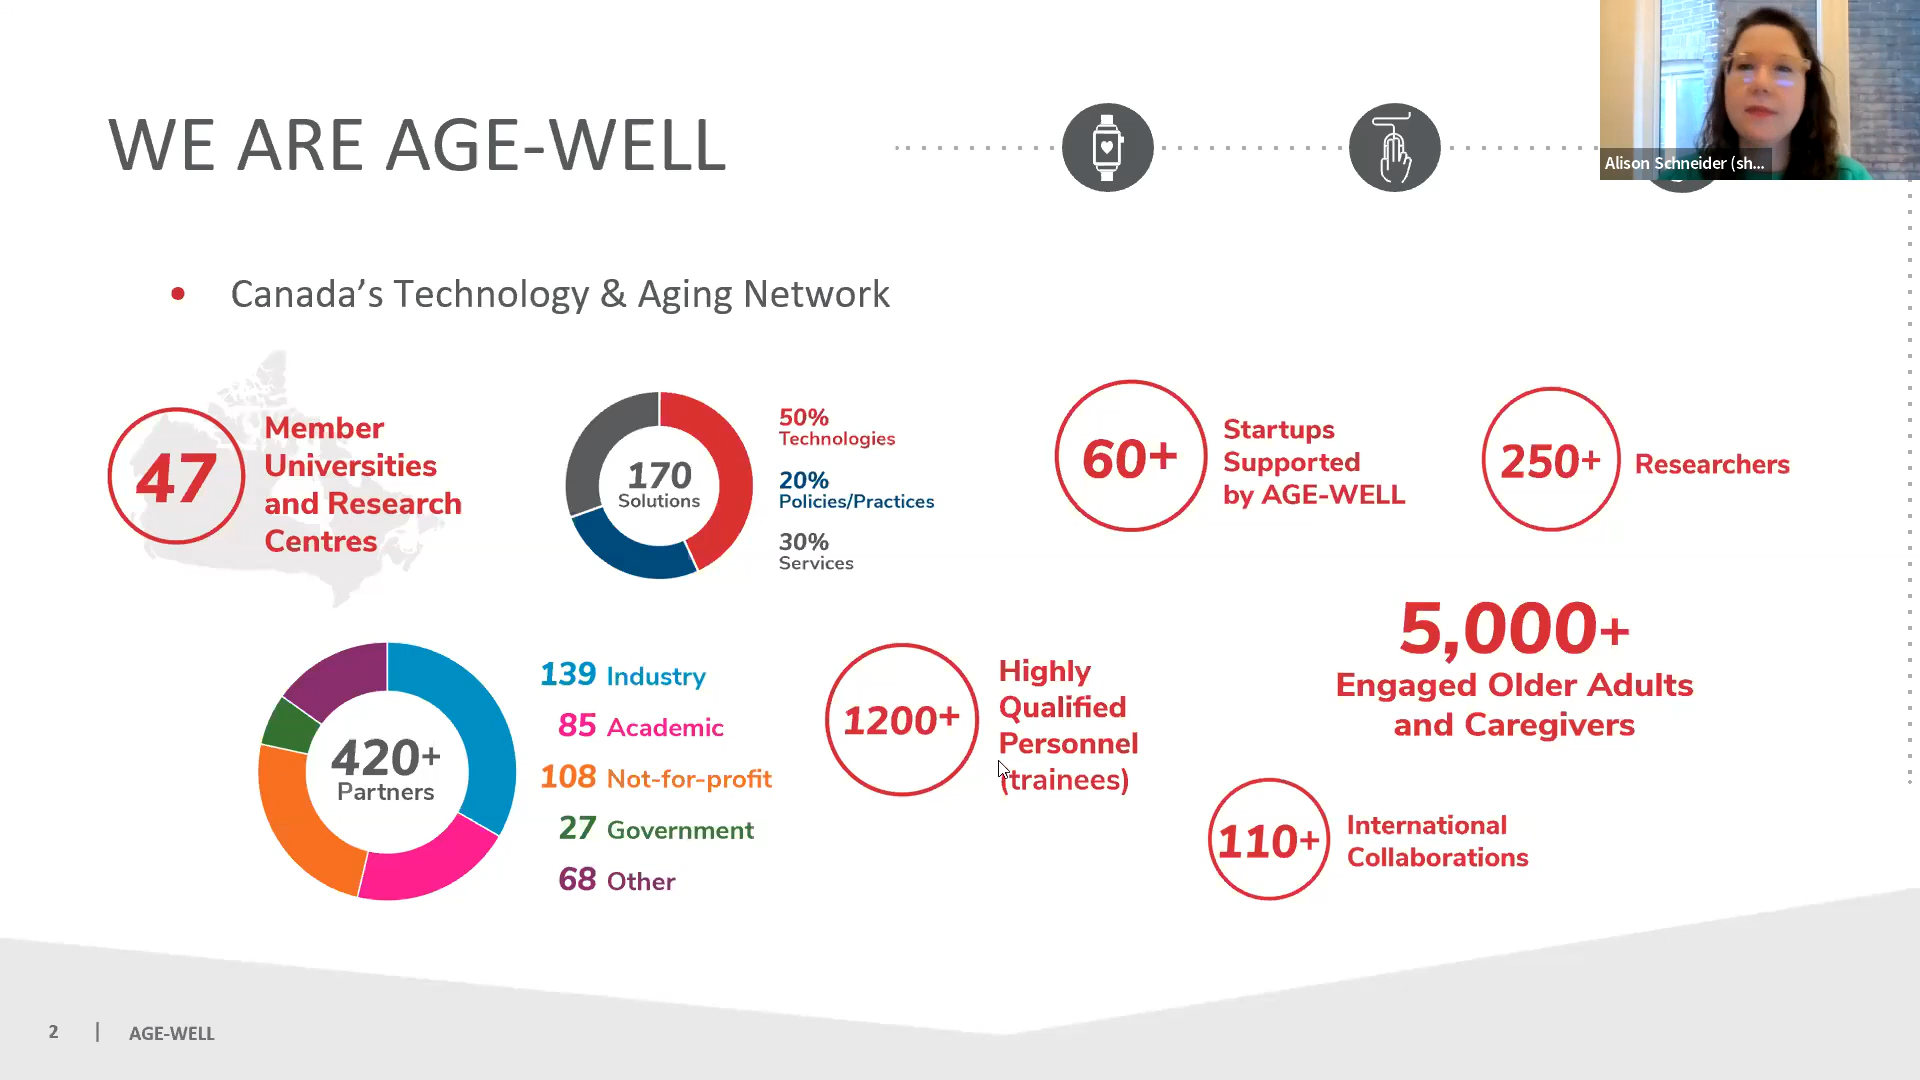 WE ARE AGE-WELL
Alison Schneider (sh...
• Canada's Technology & Aging Network
47
Member
Universities
and Research
Centres
170
Solutions
50%
Technologies
20%
Policies/Practices
30%
Services
60+
Startups
Supported
by AGE-WELL
250+
Researchers
420+
Partners
139 Industry
85 Academic
108 Not-for-profit
27 Government
68 Other
1200+
Highly
Qualified
Personnel
(trainees)
5,000+
Engaged Older Adults
and Caregivers
110+
International
Collaborations
2 | AGE-WELL